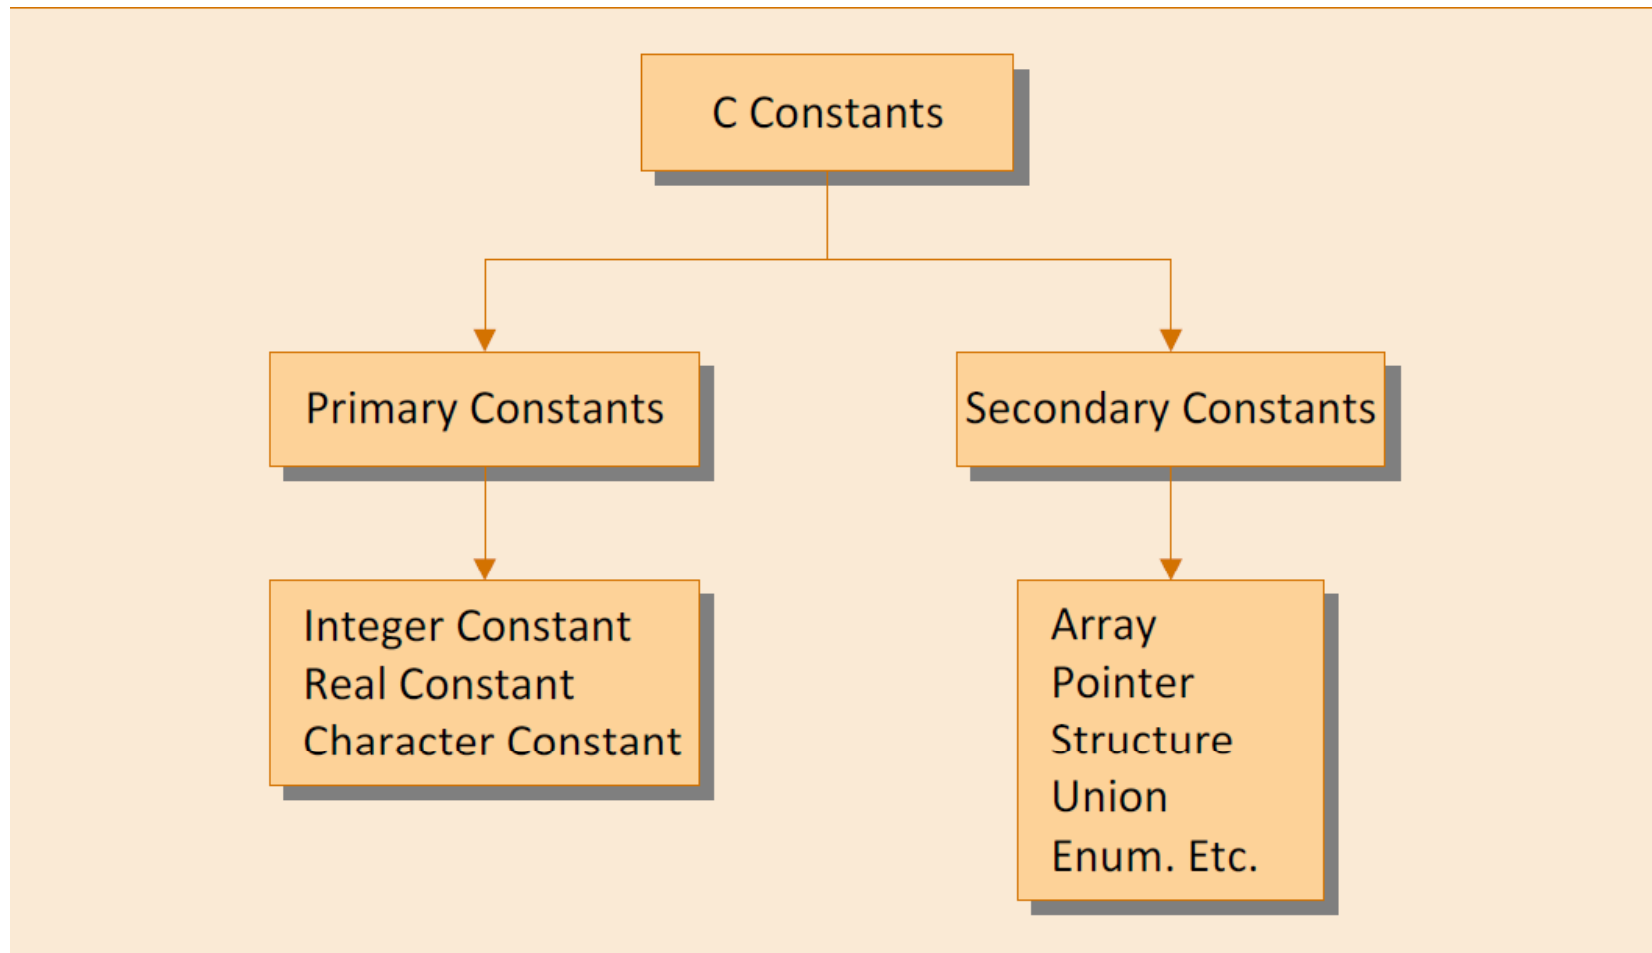 C Constants
Primary Constants
Secondary Constants
Integer Constant
Real Constant
Character Constant
Array
Pointer
Structure
Union
Enum. Etc.